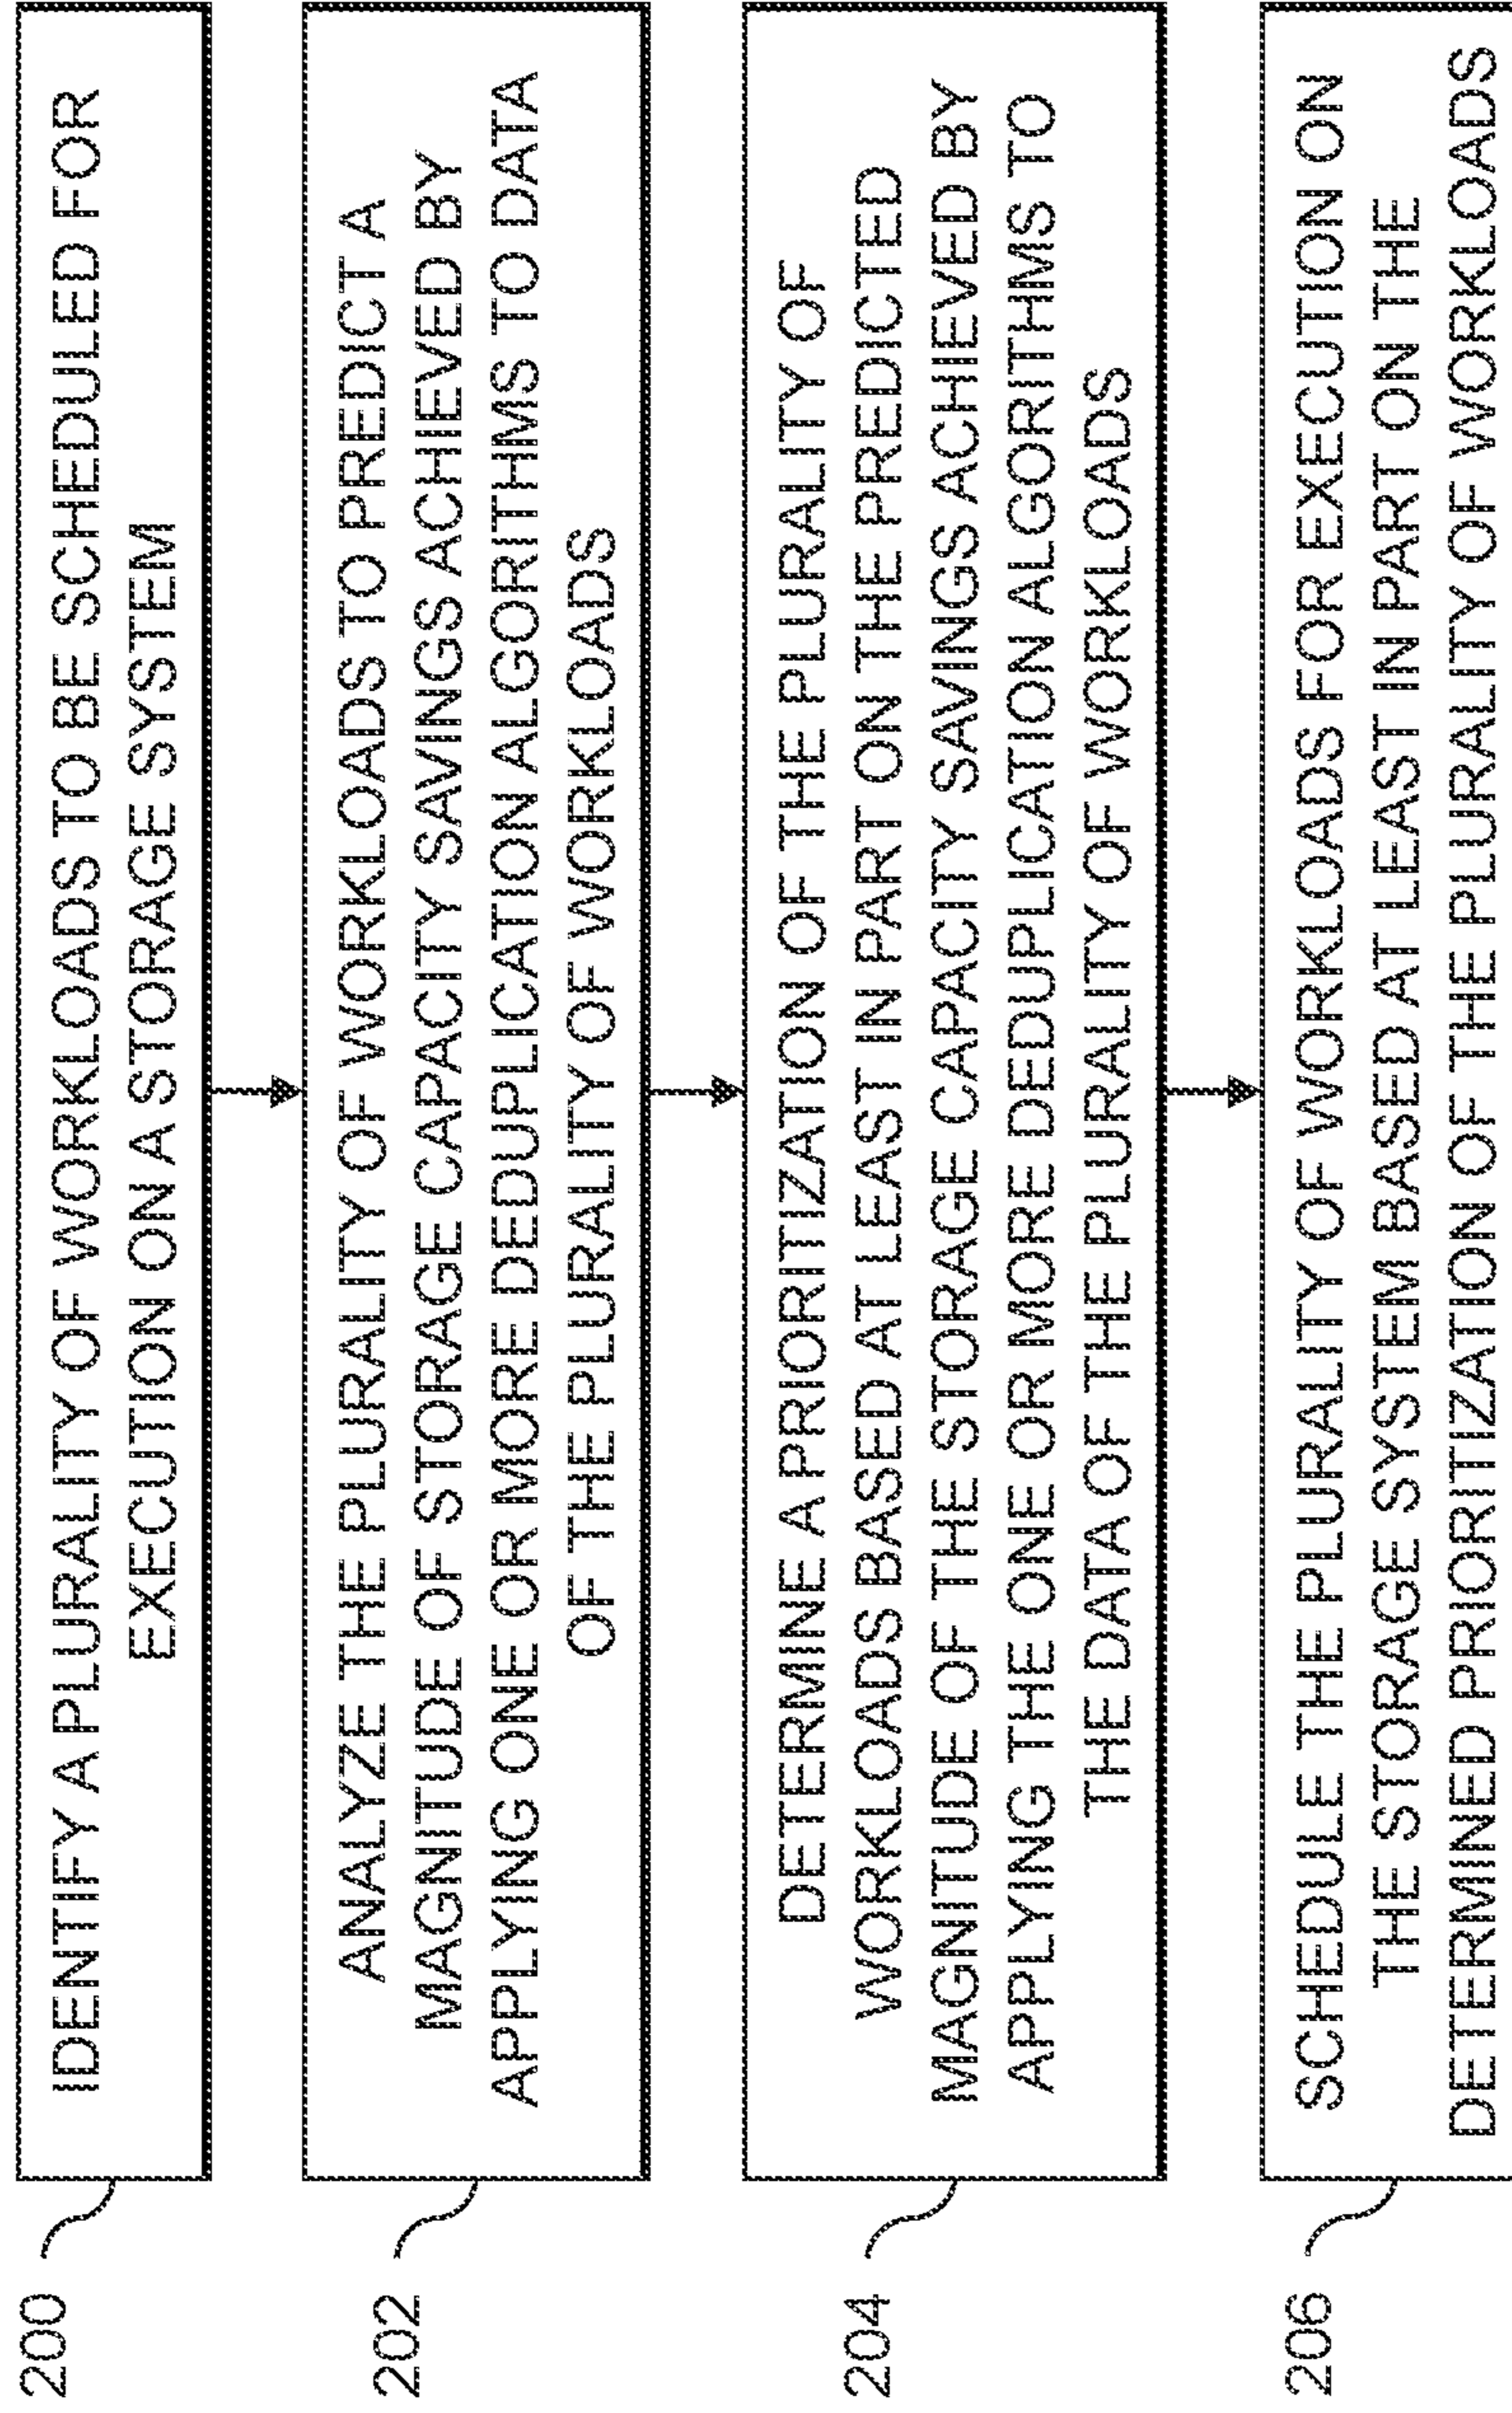 200
IDENTIFY A PLURALITY OF WORKLOADS TO BE SCHEDULED FOR
EXECUTION ON A STORAGE SYSTEM
202
ANALYZE THE PLURALITY OF WORKLOADS TO PREDICT A
MAGNITUDE OF STORAGE CAPACITY SAVINGS ACHIEVED BY
APPLYING ONE OR MORE DEDUPLICATION ALGORITHMS TO DATA
OF THE PLURALITY OF WORKLOADS
204
DETERMINE A PRIORITIZATION OF THE PLURALITY OF
WORKLOADS BASED AT LEAST IN PART ON THE PREDICTED
MAGNITUDE OF THE STORAGE CAPACITY SAVINGS ACHIEVED BY
APPLYING THE ONE OR MORE DEDUPLICATION ALGORITHMS TO
THE DATA OF THE PLURALITY OF WORKLOADS
206
SCHEDULE THE PLURALITY OF WORKLOADS FOR EXECUTION ON
THE STORAGE SYSTEM BASED AT LEAST IN PART ON THE
DETERMINED PRIORITIZATION OF THE PLURALITY OF WORKLOADS